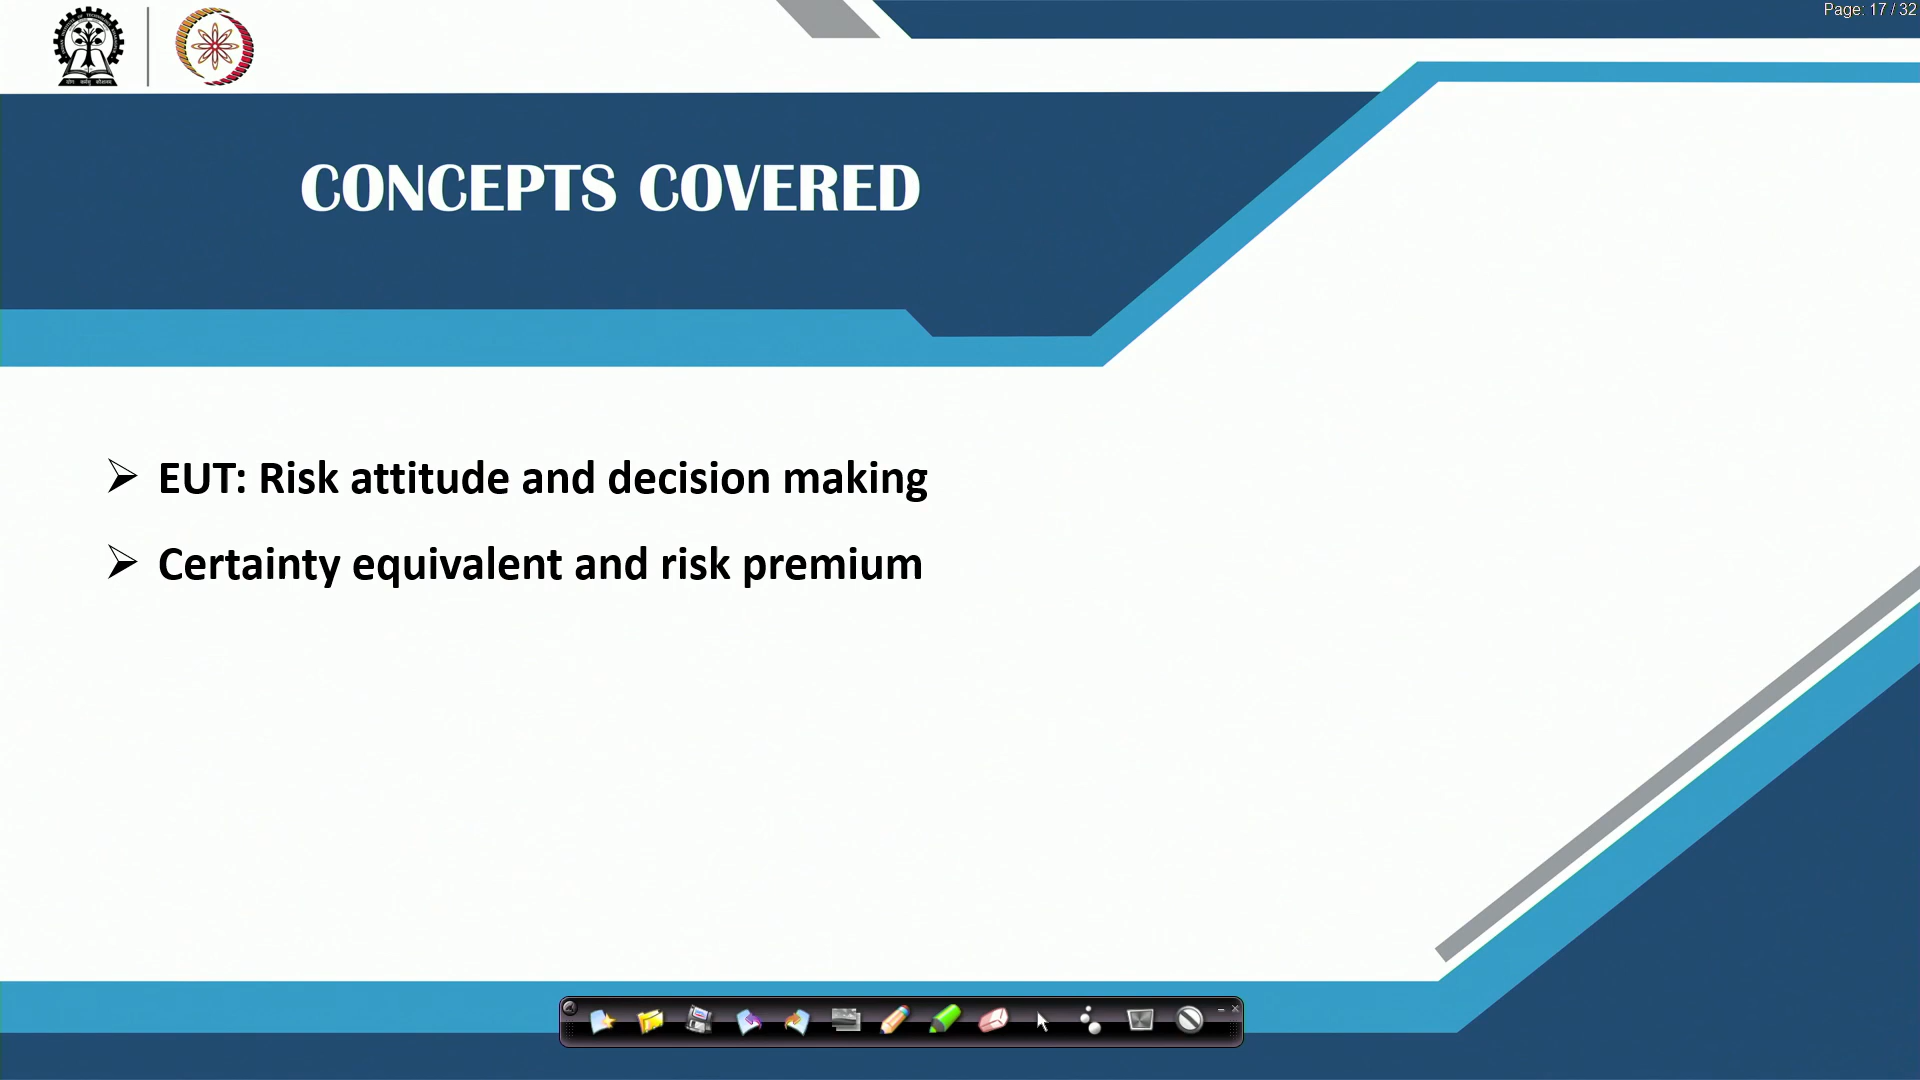 Page: 17 / 32
CONCEPTS COVERED
EUT: Risk attitude and decision making
Certainty equivalent and risk premium